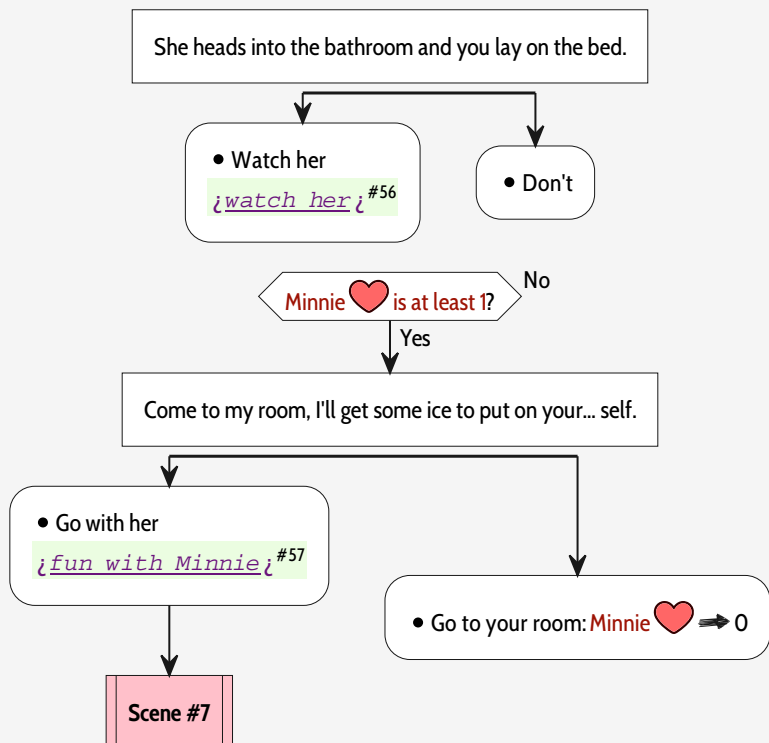 She heads into the bathroom and you lay on the bed.
• Watch her
¿watch her¿#56
• Don't
Minnie ❤ is at least 1?
No
Yes
Come to my room, I'll get some ice to put on your... self.
• Go with her
¿fun with Minnie¿#57
• Go to your room: Minnie ❤ ➠ 0
Scene #7